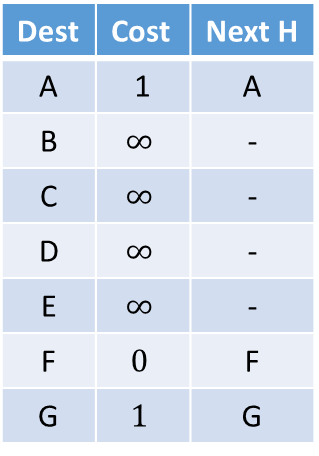 Dest Cost Next H
A 1 A
B ∞ -
C ∞ -
D ∞ -
E ∞ -
F 0 F
G 1 G